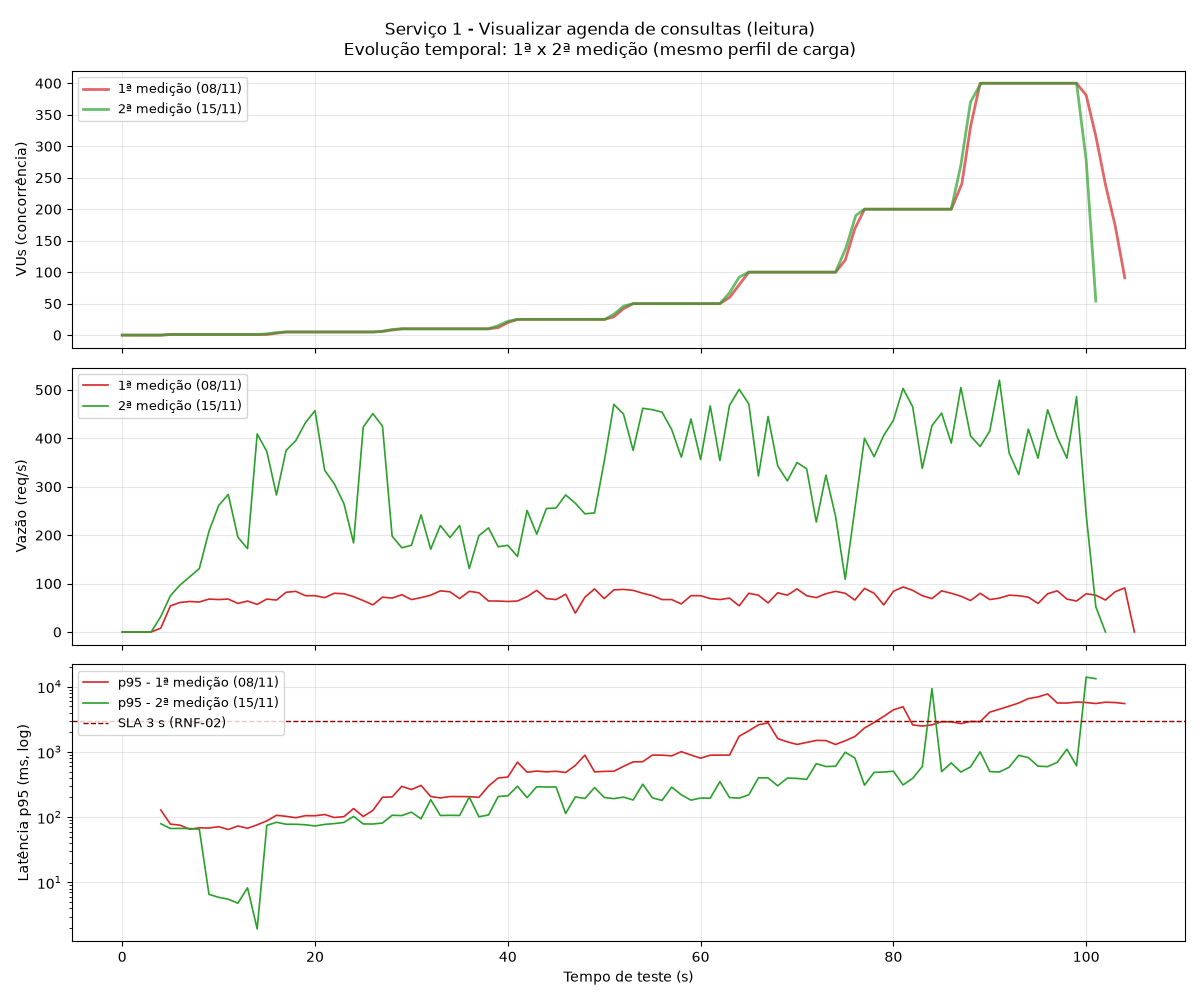 Serviço 1 - Visualizar agenda de consultas (leitura)
Evolução temporal: 1ª x 2ª medição (mesmo perfil de carga)
VUs (concorrência)
400
350
300
250
200
150
100
50
0
1ª medição (08/11)
2ª medição (15/11)
Vazão (req/s)
500
400
300
200
100
0
1ª medição (08/11)
2ª medição (15/11)
Latência p95 (ms, log)
10⁴
10³
10²
10¹
p95 - 1ª medição (08/11)
p95 - 2ª medição (15/11)
SLA 3 s (RNF-02)
0 20 40 60 80 100
Tempo de teste (s)